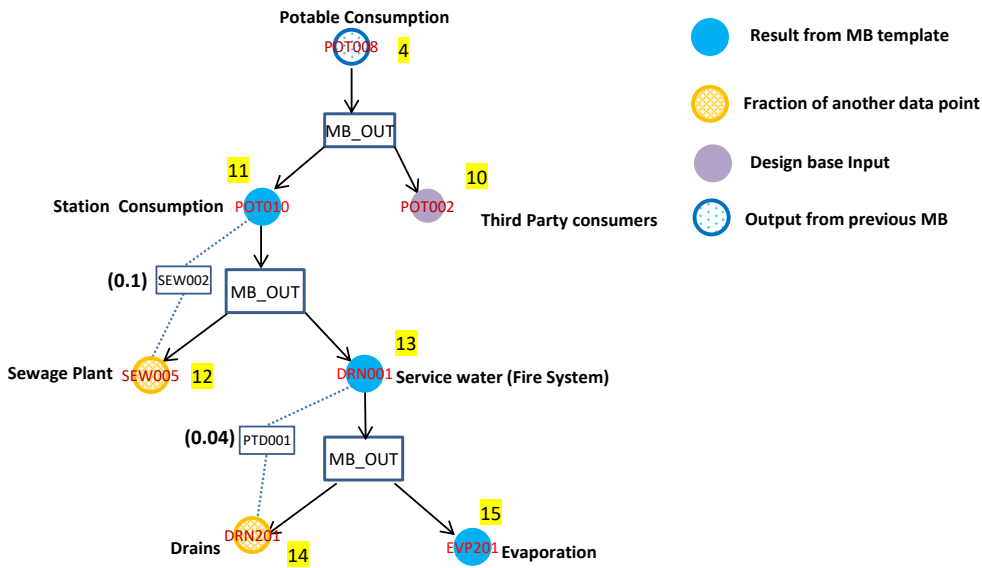 Potable Consumption
POT008
4
MB_OUT
11
10
Station  Consumption
POT010
POT002
Third Party consumers
(0.1)
SEW002
MB_OUT
13
Sewage Plant
SEW005
12
DRN001
Service water (Fire System)
(0.04)
PTD001
MB_OUT
15
DRN201
Drains
14
EVP201
Evaporation
Result from MB template
Fraction of another data point
Design base Input
Output from previous MB